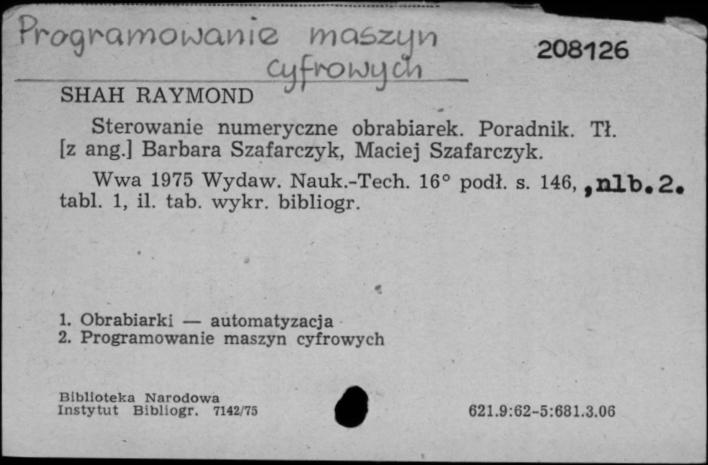 Programowanie maszyn
cyfrowych
208126
SHAH RAYMOND
Sterowanie numeryczne obrabiarek. Poradnik. Tł.
[z ang.] Barbara Szafarczyk, Maciej Szafarczyk.
Wwa 1975 Wydaw. Nauk.-Tech. 16° podł. s. 146, ,nlb.2.
tabl. 1, il. tab. wykr. bibliogr.
1. Obrabiarki — automatyzacja
2. Programowanie maszyn cyfrowych
Biblioteka Narodowa
Instytut Bibliogr. 7142/75
621.9:62-5:681.3.06